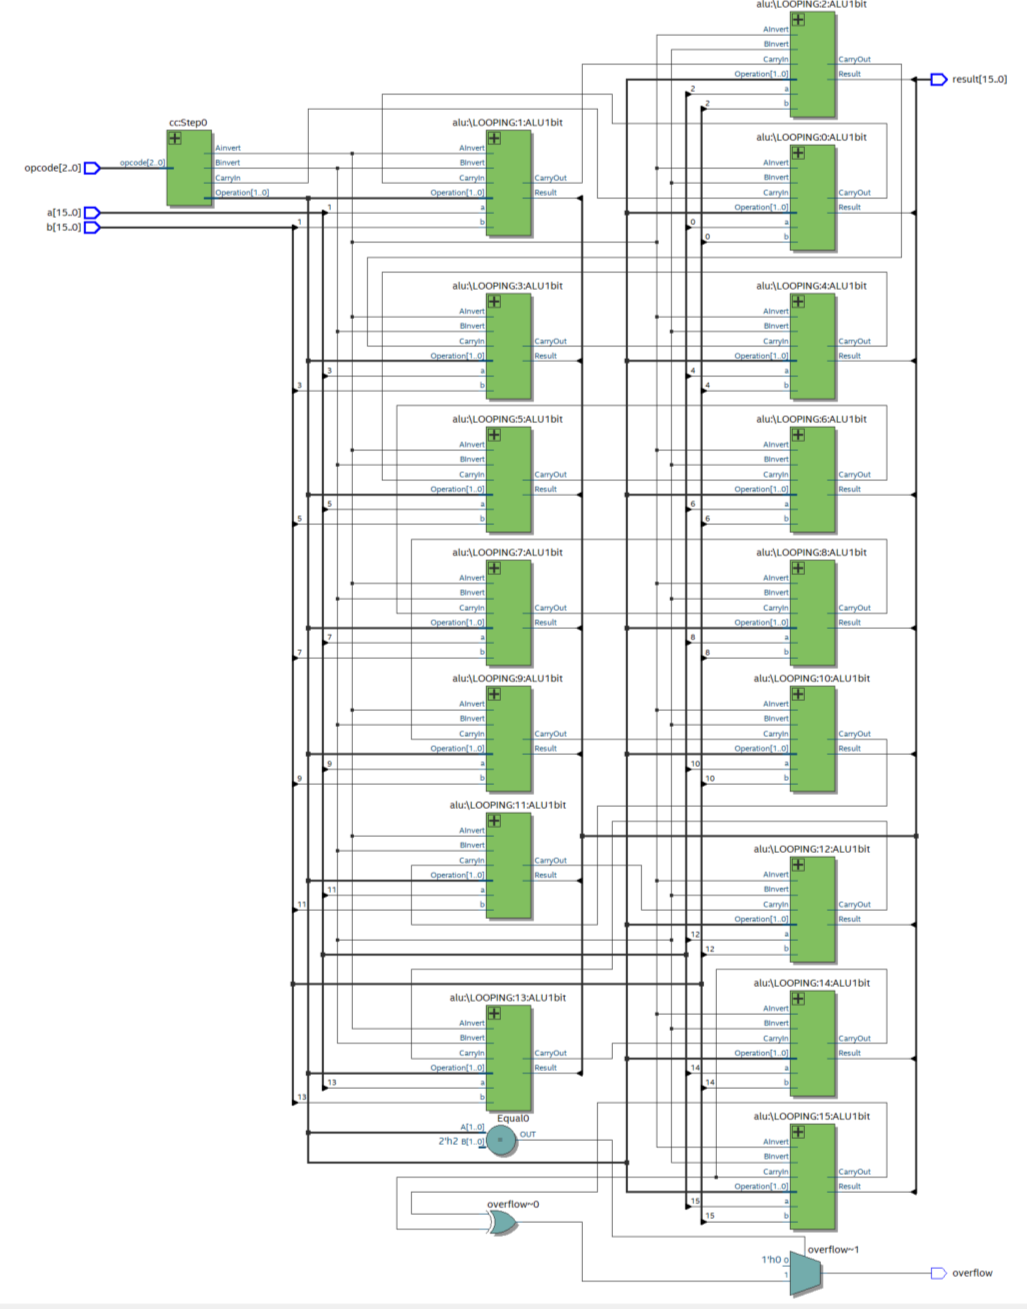 alu:\LOOPING:2:ALU1bit
AInvert
BInvert
CarryIn CarryOut
Operation[1..0] Result
a
b
2
2
result[15..0]
cc:Step0
opcode[2..0]
opcode[2..0]
AInvert
BInvert
CarryIn
Operation[1..0]
a[15..0]
b[15..0]
alu:\LOOPING:1:ALU1bit
AInvert
BInvert
CarryIn CarryOut
Operation[1..0] Result
1 a
1 b
alu:\LOOPING:0:ALU1bit
AInvert
BInvert
CarryIn CarryOut
Operation[1..0] Result
0 a
0 b
alu:\LOOPING:3:ALU1bit
AInvert
BInvert
CarryIn CarryOut
Operation[1..0] Result
3 a
3 b
alu:\LOOPING:4:ALU1bit
AInvert
BInvert
CarryIn CarryOut
Operation[1..0] Result
4 a
4 b
alu:\LOOPING:5:ALU1bit
AInvert
BInvert
CarryIn CarryOut
Operation[1..0] Result
5 a
5 b
alu:\LOOPING:6:ALU1bit
AInvert
BInvert
CarryIn CarryOut
Operation[1..0] Result
6 a
6 b
alu:\LOOPING:7:ALU1bit
AInvert
BInvert
CarryIn CarryOut
Operation[1..0] Result
7 a
7 b
alu:\LOOPING:8:ALU1bit
AInvert
BInvert
CarryIn CarryOut
Operation[1..0] Result
8 a
8 b
alu:\LOOPING:9:ALU1bit
AInvert
BInvert
CarryIn CarryOut
Operation[1..0] Result
9 a
9 b
alu:\LOOPING:10:ALU1bit
AInvert
BInvert
CarryIn CarryOut
Operation[1..0] Result
10 a
10 b
alu:\LOOPING:11:ALU1bit
AInvert
BInvert
CarryIn CarryOut
Operation[1..0] Result
11 a
11 b
alu:\LOOPING:12:ALU1bit
AInvert
BInvert
CarryIn CarryOut
Operation[1..0] Result
12 a
12 b
alu:\LOOPING:13:ALU1bit
AInvert
BInvert
CarryIn CarryOut
Operation[1..0] Result
13 a
13 b
alu:\LOOPING:14:ALU1bit
AInvert
BInvert
CarryIn CarryOut
Operation[1..0] Result
14 a
14 b
Equal0
A[1..0]
2'h2 B[1..0]
OUT
alu:\LOOPING:15:ALU1bit
AInvert
BInvert
CarryIn CarryOut
Operation[1..0] Result
15 a
15 b
overflow~0
overflow~1
1'h0 0
1
overflow